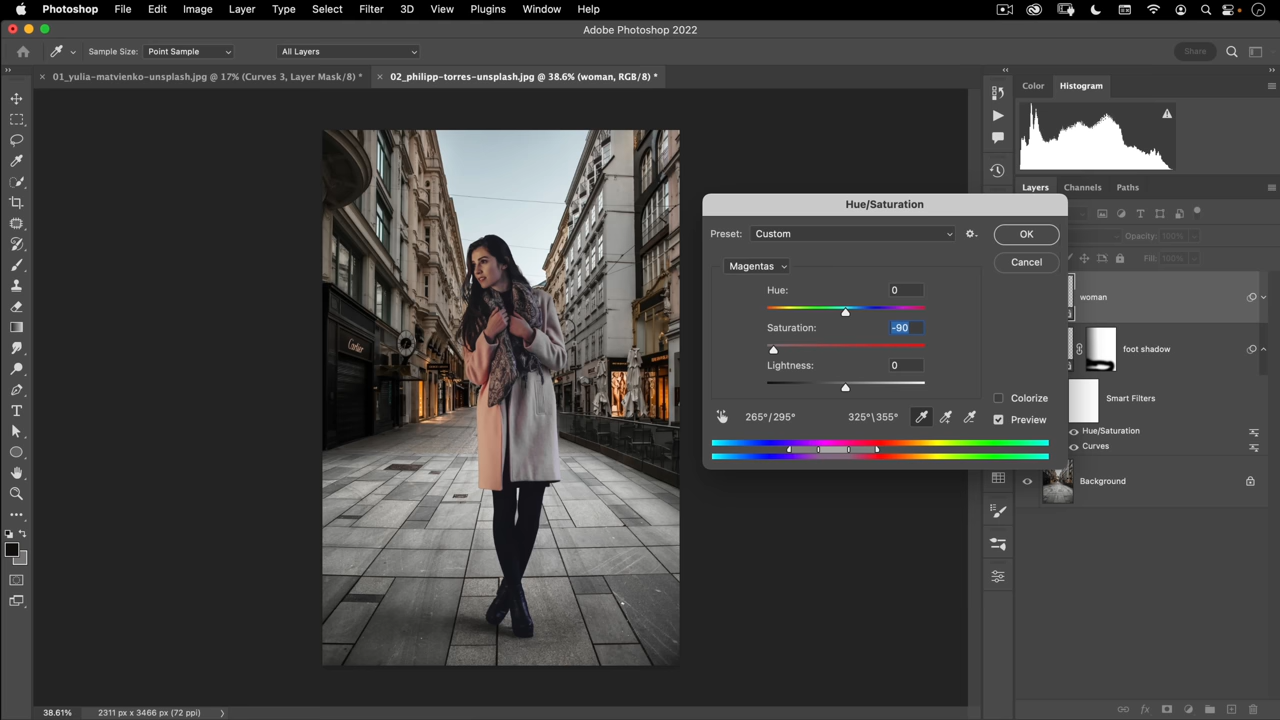 Photoshop File Edit Image Layer Type Select Filter 3D View Plugins Window Help
Adobe Photoshop 2022
Sample Size: Point Sample All Layers Share
01_yulia-matvienko-unsplash.jpg @ 17% (Curves 3, Layer Mask/8) *
02_philipp-torres-unsplash.jpg @ 38.6% (woman, RGB/8) *
Color Histogram
Layers Channels Paths
Hue/Saturation
Preset: Custom
OK
Opacity: 100%
Magentas
Cancel
Fill: 100%
Hue: 0
woman
Saturation: -90
Cartier
foot shadow
Lightness: 0
Colorize
Smart Filters
265°/295° 325°\355°
Preview
Hue/Saturation
Curves
Background
38.61% 2311 px x 3466 px (72 ppi)
fx